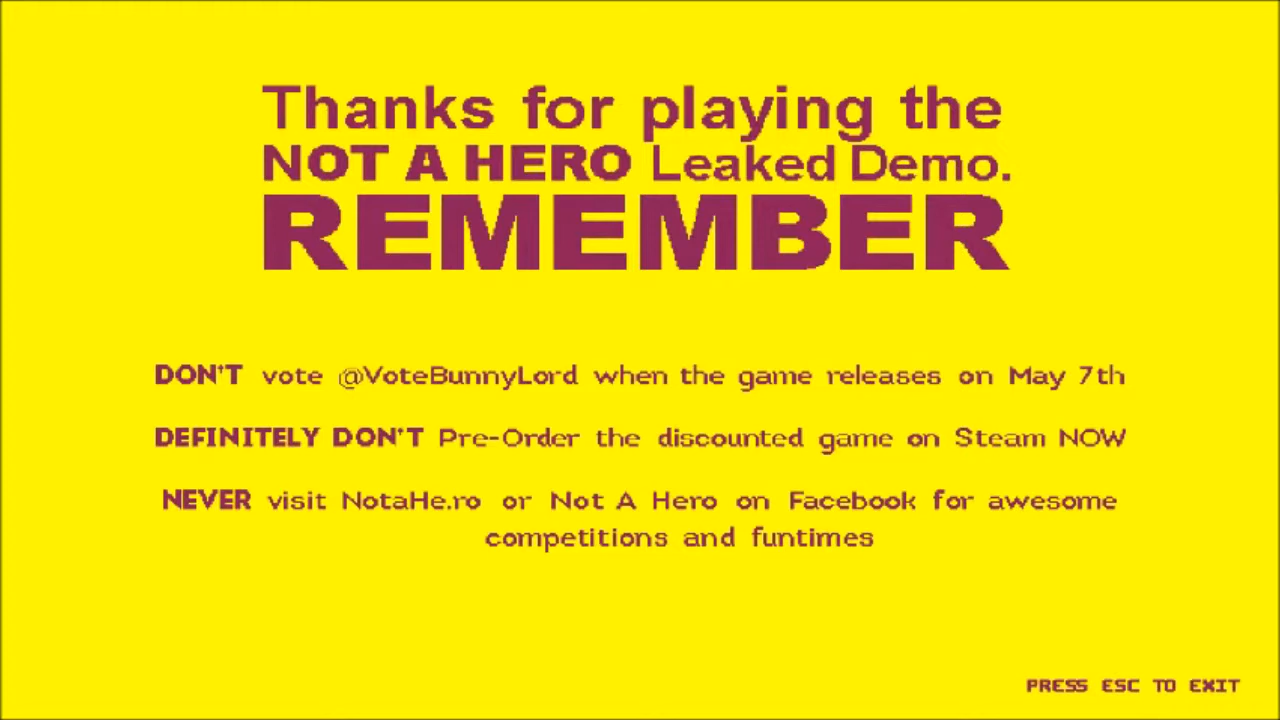 Thanks for playing the
NOT A HERO Leaked Demo.
REMEMBER
DON'T vote @VoteBunnyLord when the game releases on May 7th
DEFINITELY DON'T Pre-Order the discounted game on Steam NOW
NEVER visit NotaHe.ro or Not A Hero on Facebook for awesome
competitions and funtimes
PRESS ESC TO EXIT